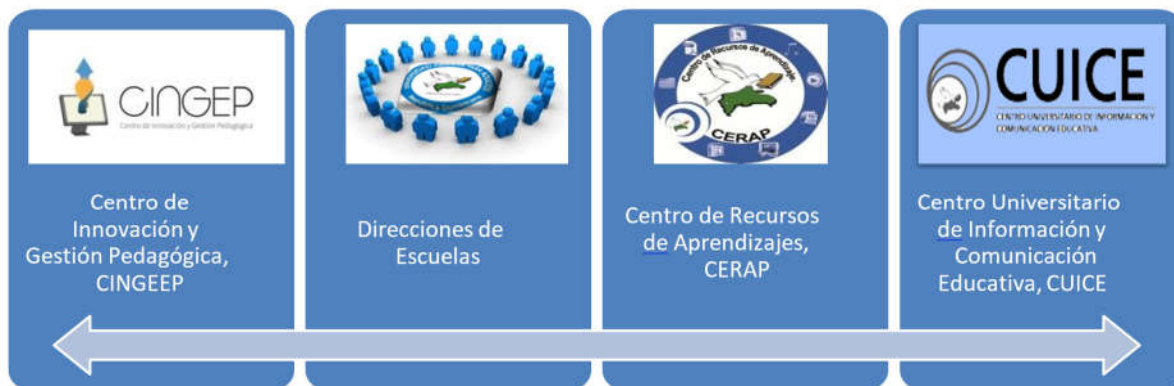 CINGEP
Centro de Innovación y Gestión Pedagógica
Centro de
Innovación y
Gestión Pedagógica,
CINGEEP
Direcciones de
Escuelas
Centro de Recursos de Aprendizajes
CERAP
Centro de Recursos
de Aprendizajes,
CERAP
CUICE
CENTRO UNIVERSITARIO DE INFORMACIÓN Y
COMUNICACIÓN EDUCATIVA
Centro Universitario
de Información y
Comunicación
Educativa, CUICE